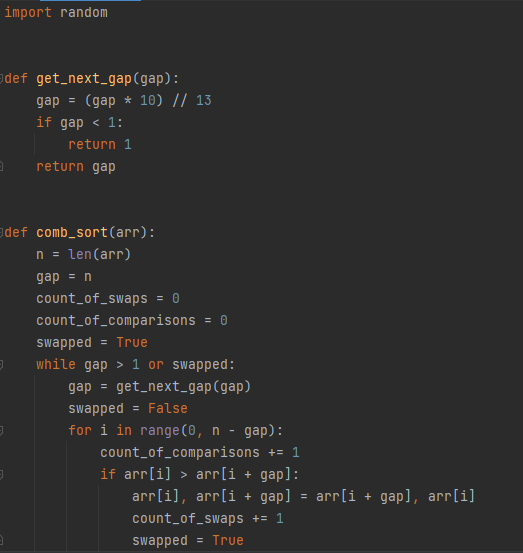 import random
def get_next_gap(gap):
    gap = (gap * 10) // 13
    if gap < 1:
        return 1
    return gap
def comb_sort(arr):
    n = len(arr)
    gap = n
    count_of_swaps = 0
    count_of_comparisons = 0
    swapped = True
    while gap > 1 or swapped:
        gap = get_next_gap(gap)
        swapped = False
        for i in range(0, n - gap):
            count_of_comparisons += 1
            if arr[i] > arr[i + gap]:
                arr[i], arr[i + gap] = arr[i + gap], arr[i]
                count_of_swaps += 1
                swapped = True